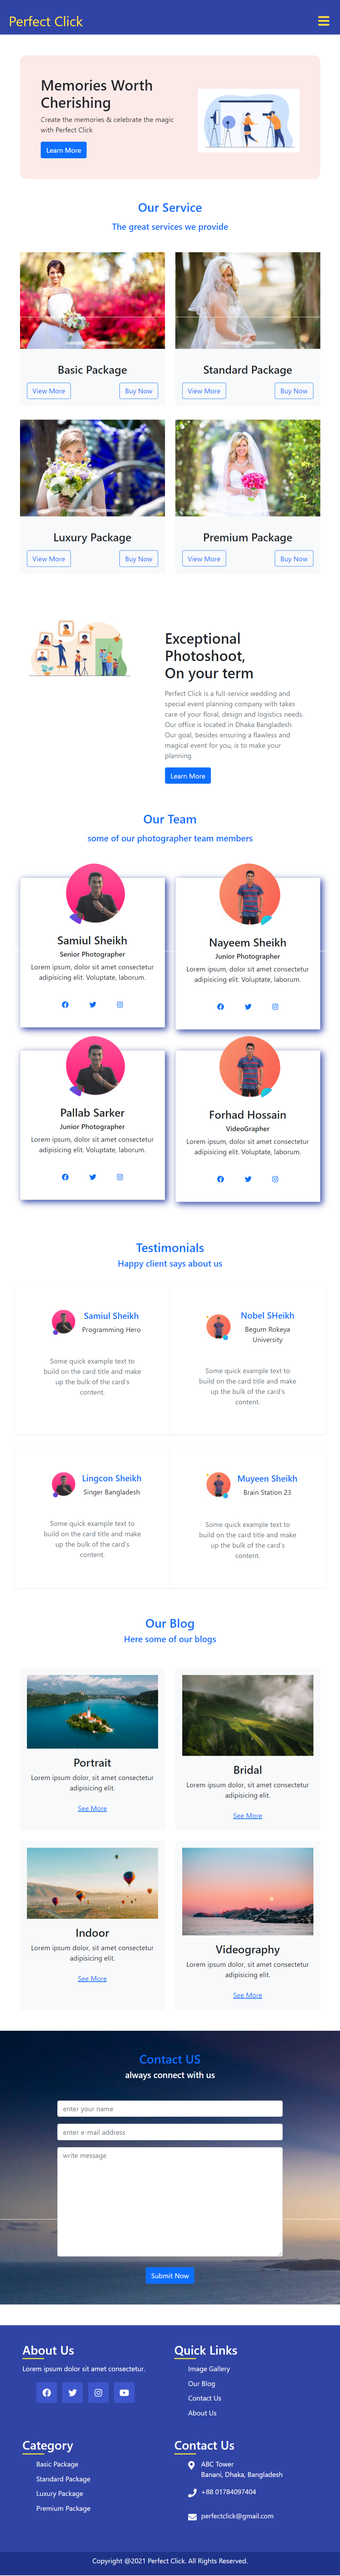 Perfect Click
Memories Worth
Cherishing
Create the memories & celebrate the magic
with Perfect Click
Learn More
Our Service
The great services we provide
Basic Package
View More
Buy Now
Standard Package
View More
Buy Now
Luxury Package
View More
Buy Now
Premium Package
View More
Buy Now
Exceptional
Photoshoot,
On your term
Perfect Click is a full-service wedding and
special event planning company with takes
care of your floral, design and logistics needs.
Our office is located in Dhaka Bangladesh.
Our goal, besides ensuring a flawless and
magical event for you, is to make your
planning
Learn More
Our Team
some of our photographer team members
Samiul Sheikh
Senior Photographer
Lorem ipsum, dolor sit amet consectetur
adipisicing elit. Voluptate, laborum.
Nayeem Sheikh
Junior Photographer
Lorem ipsum, dolor sit amet consectetur
adipisicing elit. Voluptate, laborum.
Pallab Sarker
Junior Photographer
Lorem ipsum, dolor sit amet consectetur
adipisicing elit. Voluptate, laborum.
Forhad Hossain
VideoGrapher
Lorem ipsum, dolor sit amet consectetur
adipisicing elit. Voluptate, laborum.
Testimonials
Happy client says about us
Samiul Sheikh
Programming Hero
Some quick example text to
build on the card title and make
up the bulk of the card's
content.
Nobel SHeikh
Begum Rokeya
University
Some quick example text to
build on the card title and make
up the bulk of the card's
content.
Lingcon Sheikh
Singer Bangladesh
Some quick example text to
build on the card title and make
up the bulk of the card's
content.
Muyeen Sheikh
Brain Station 23
Some quick example text to
build on the card title and make
up the bulk of the card's
content.
Our Blog
Here some of our blogs
Portrait
Lorem ipsum dolor, sit amet consectetur
adipisicing elit.
See More
Bridal
Lorem ipsum dolor, sit amet consectetur
adipisicing elit.
See More
Indoor
Lorem ipsum dolor, sit amet consectetur
adipisicing elit.
See More
Videography
Lorem ipsum dolor, sit amet consectetur
adipisicing elit.
See More
Contact US
always connect with us
enter your name
enter e-mail address
write message
Submit Now
About Us
Lorem ipsum dolor sit amet consectetur.
Quick Links
Image Gallery
Our Blog
Contact Us
About Us
Category
Basic Package
Standard Package
Luxury Package
Premium Package
Contact Us
ABC Tower
Banani, Dhaka, Bangladesh
+88 01784097404
perfectclick@gmail.com
Copyright @2021 Perfect Click. All Rights Reserved.